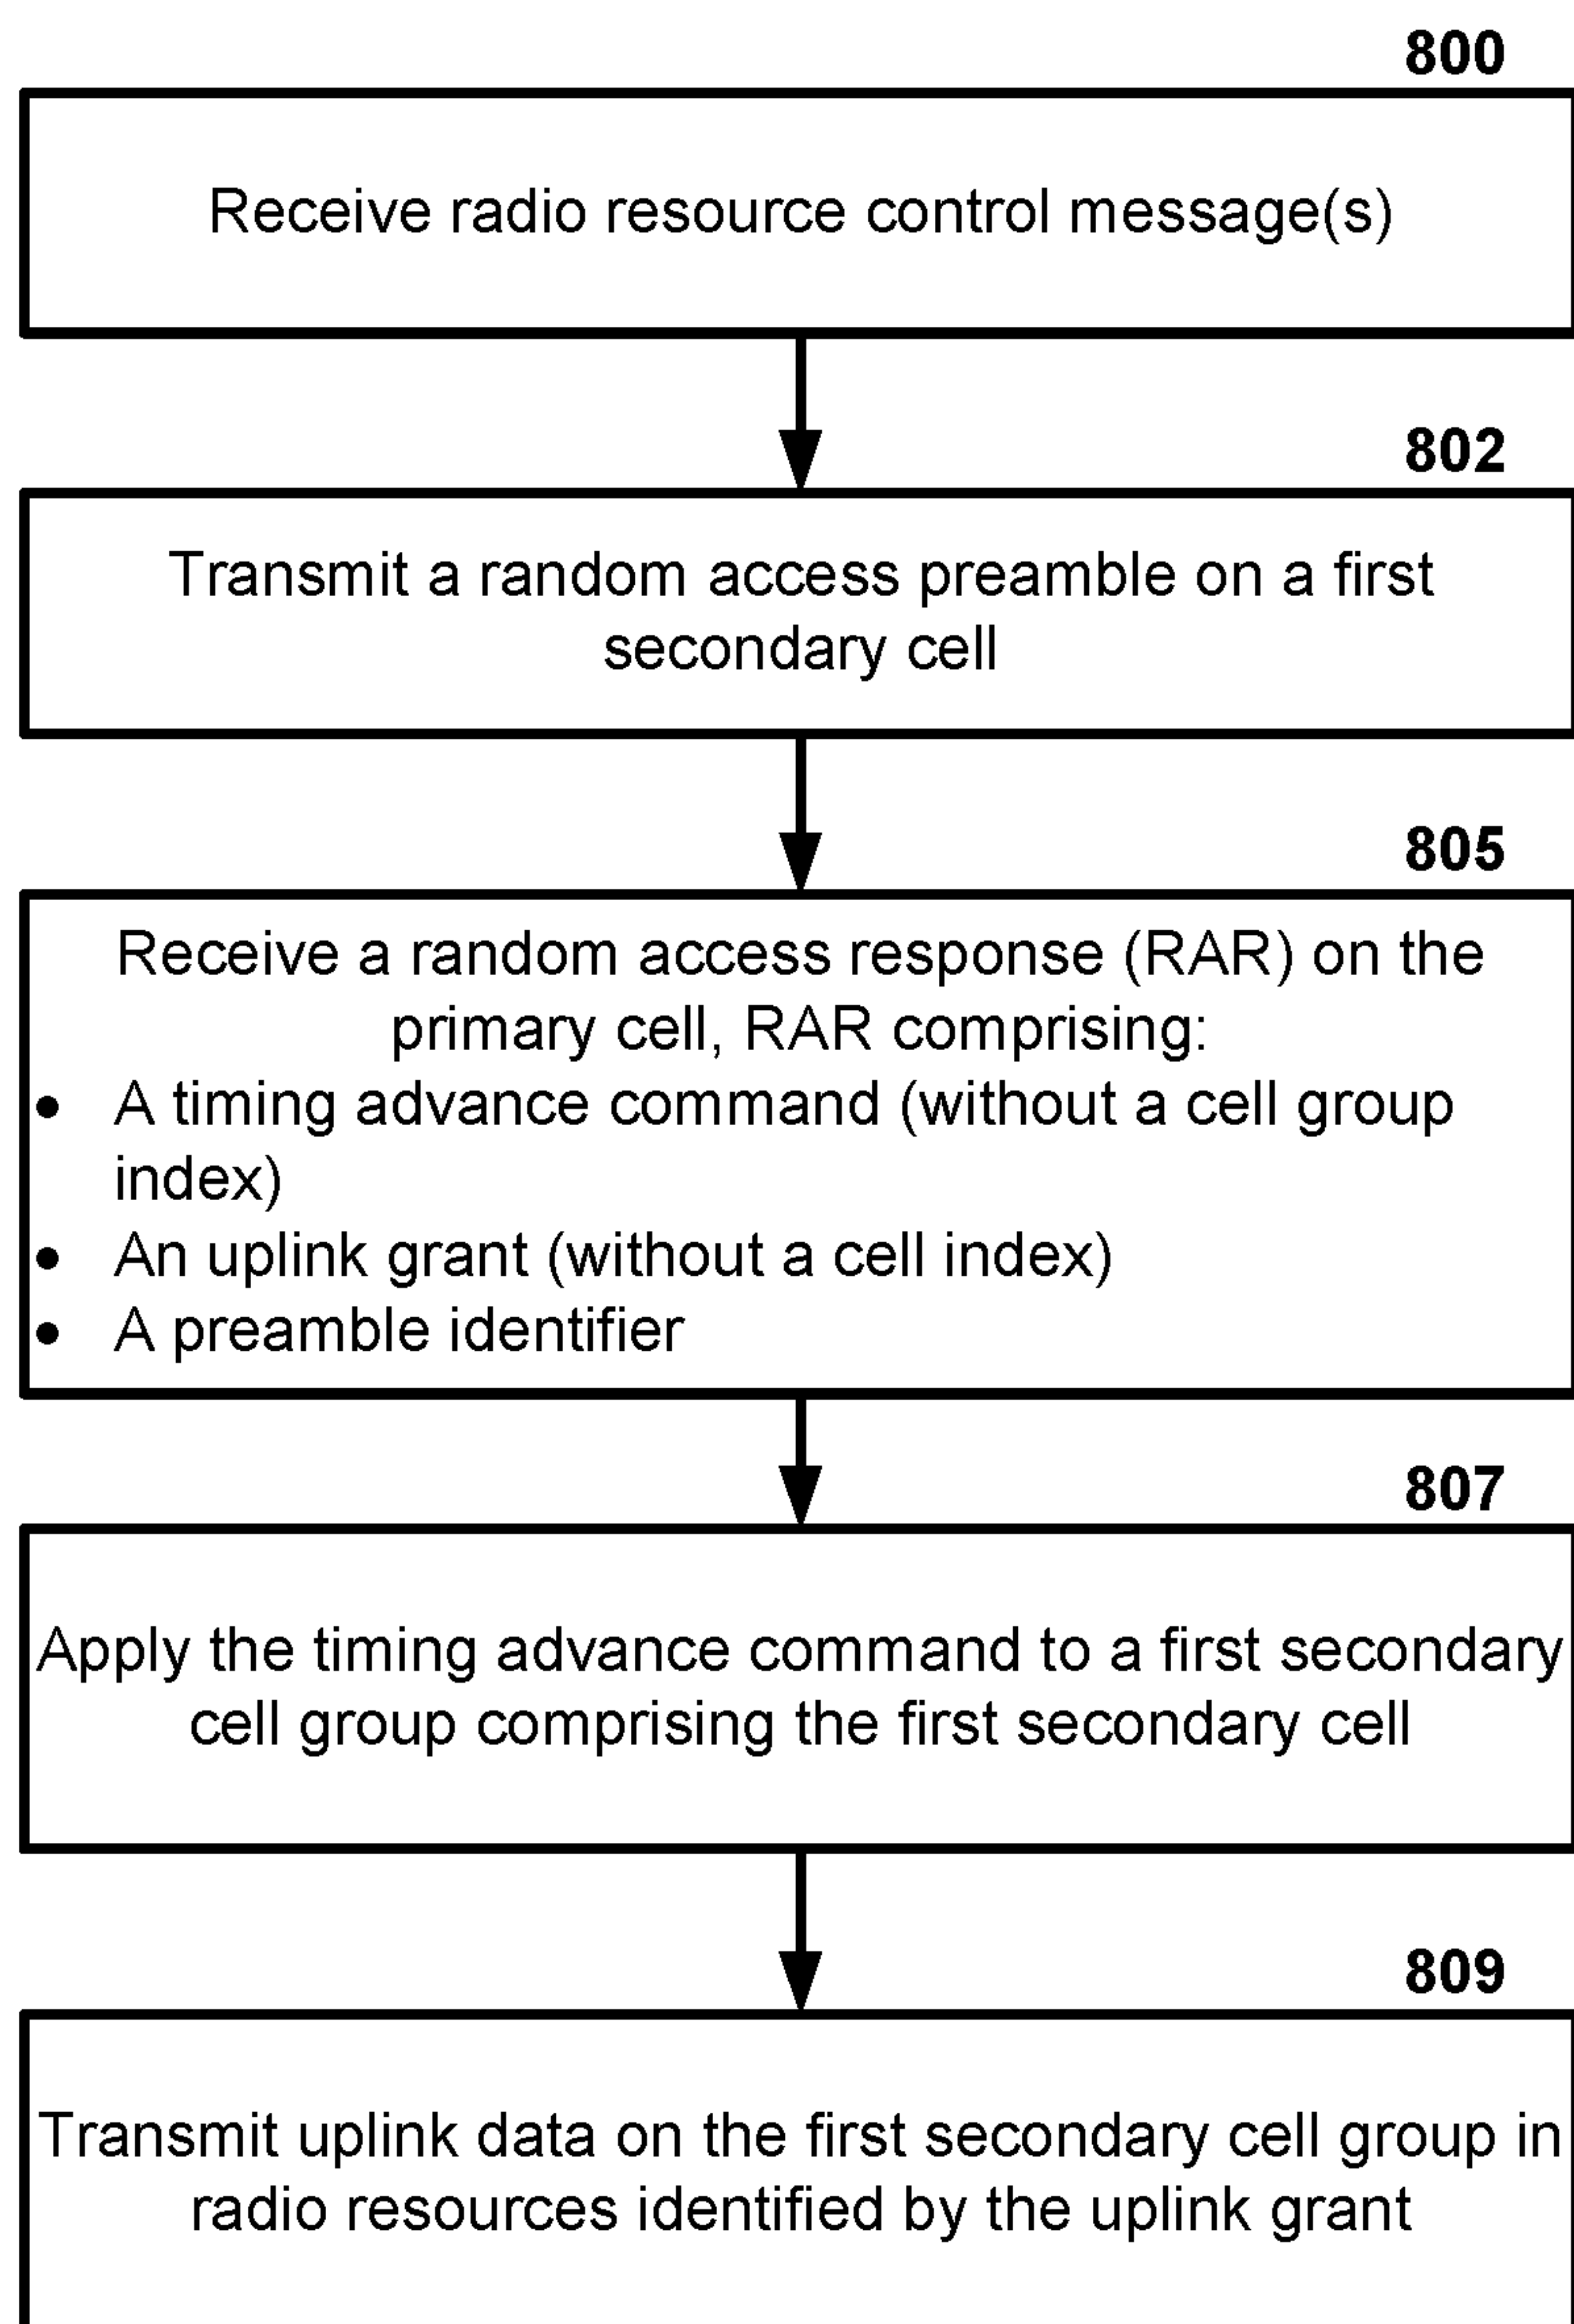 800
Receive radio resource control message(s)
802
Transmit a random access preamble on a first
secondary cell
805
Receive a random access response (RAR) on the
primary cell, RAR comprising:
• A timing advance command (without a cell group
index)
• An uplink grant (without a cell index)
• A preamble identifier
807
Apply the timing advance command to a first secondary
cell group comprising the first secondary cell
809
Transmit uplink data on the first secondary cell group in
radio resources identified by the uplink grant